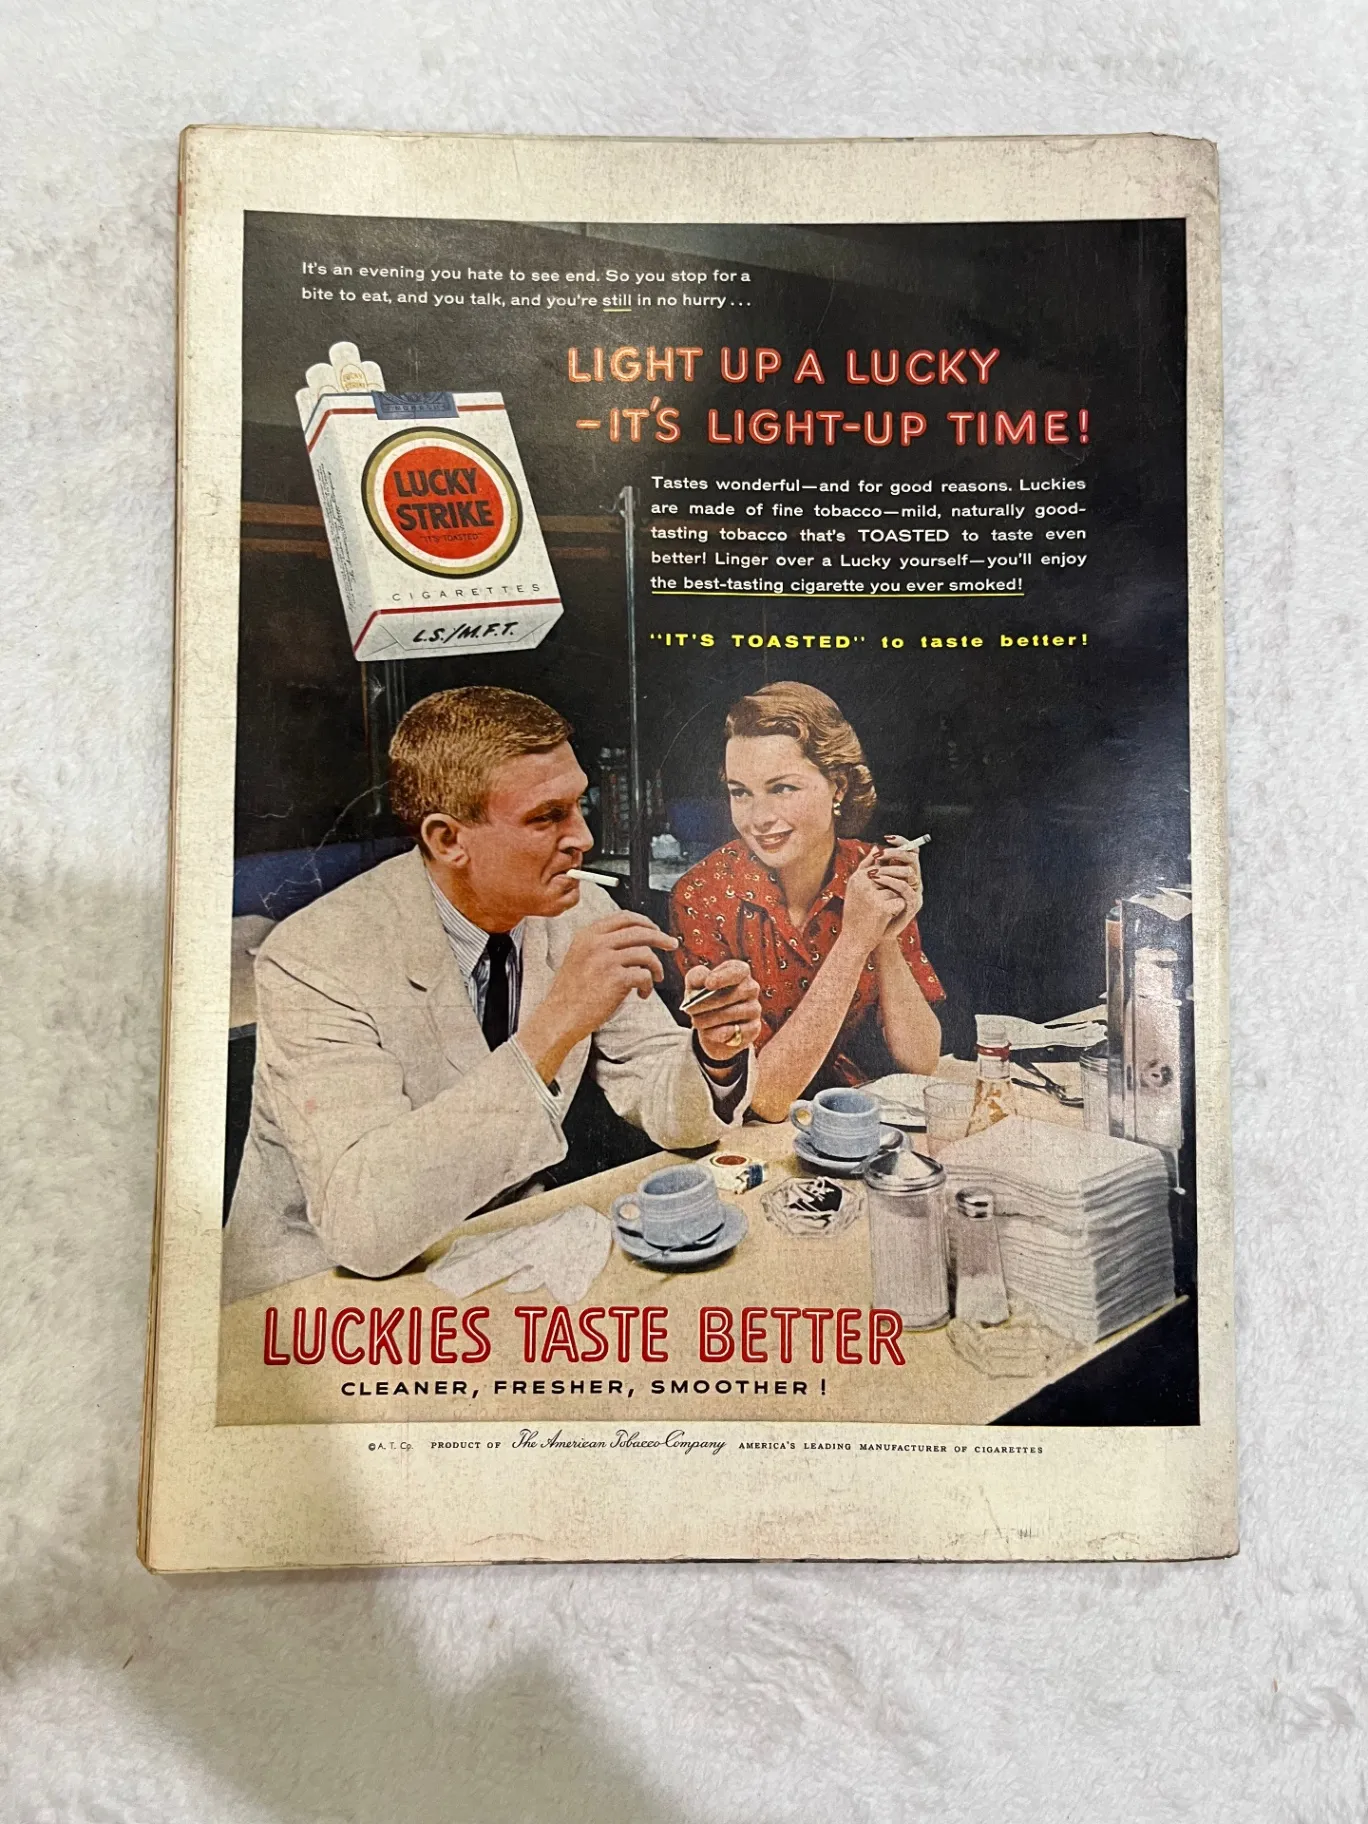 It's an evening you hate to see end. So you stop for a
bite to eat, and you talk, and you're still in no hurry...
LIGHT UP A LUCKY
-IT'S LIGHT-UP TIME!
LUCKY
STRIKE
"IT'S TOASTED"
CIGARETTES
L.S./M.F.T.
Tastes wonderful—and for good reasons. Luckies
are made of fine tobacco—mild, naturally good-
tasting tobacco that's TOASTED to taste even
better! Linger over a Lucky yourself—you'll enjoy
the best-tasting cigarette you ever smoked!
"IT'S TOASTED" to taste better!
LUCKIES TASTE BETTER
CLEANER, FRESHER, SMOOTHER!
©A. T. Co. PRODUCT OF The American Tobacco Company AMERICA'S LEADING MANUFACTURER OF CIGARETTES